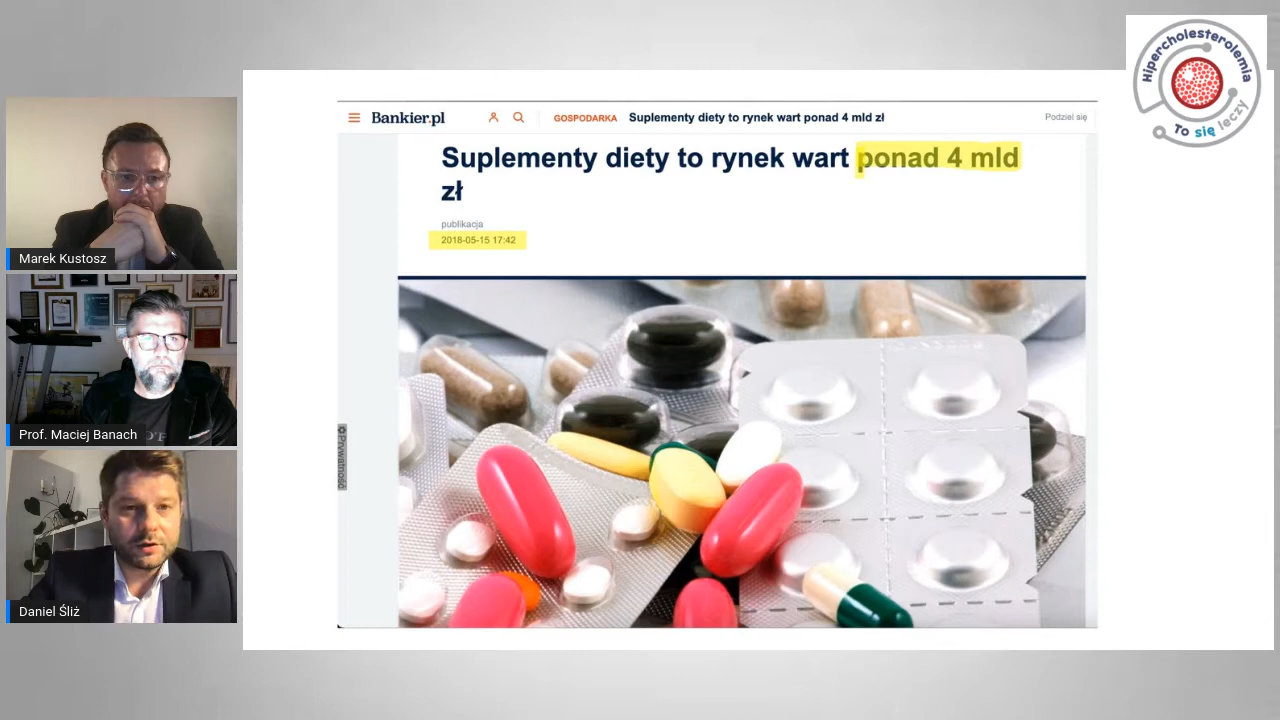 Hipercholesterolemia
To się leczy
Bankier.pl
GOSPODARKA
Suplementy diety to rynek wart ponad 4 mld zł
Podziel się
Suplementy diety to rynek wart ponad 4 mld
zł
publikacja
2018-05-15 17:42
Prywatność
Marek Kustosz
Prof. Maciej Banach
Daniel Śliż